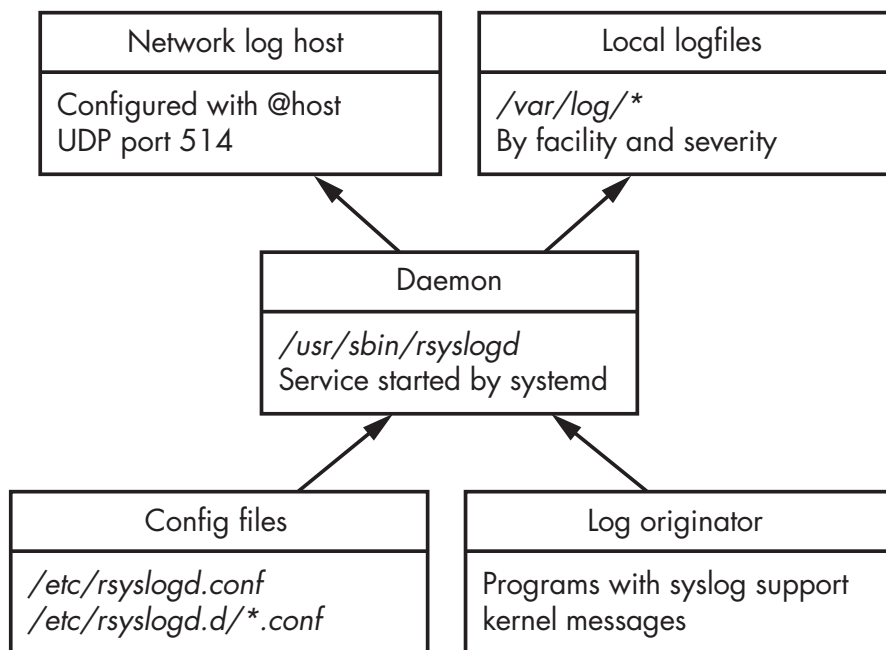 Network log host
Configured with @host
UDP port 514
Local logfiles
/var/log/*
By facility and severity
Daemon
/usr/sbin/rsyslogd
Service started by systemd
Config files
/etc/rsyslogd.conf
/etc/rsyslogd.d/*.conf
Log originator
Programs with syslog support
kernel messages